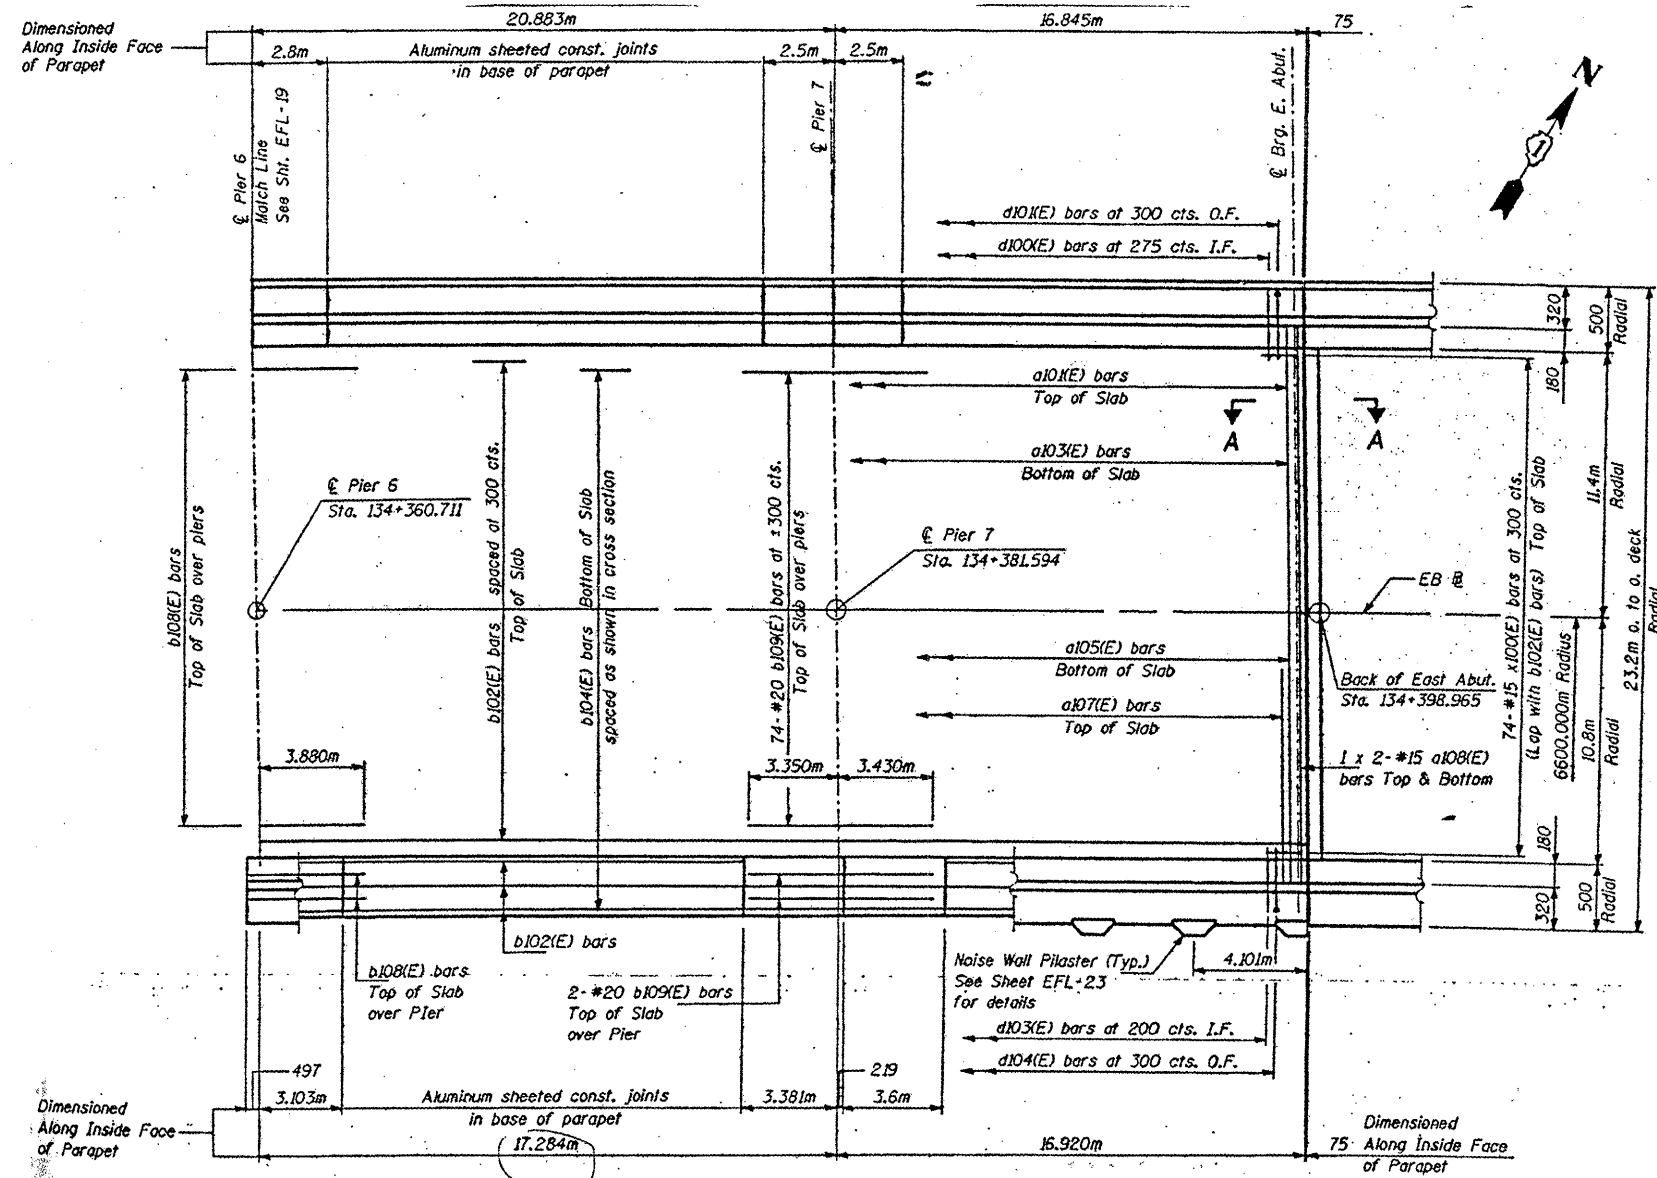 Dimensioned
Along Inside Face
of Parapet
20.883m
16.845m
75
2.8m
Aluminum sheeted const. joints
in base of parapet
2.5m
2.5m
℄ Pier 6
Match Line
See Sht. EFL-19
℄ Pier 7
℄ Brg. E. Abut.
N
1
d101(E) bars at 300 cts. O.F.
d100(E) bars at 275 cts. I.F.
320
500
Radial
180
a101(E) bars
Top of Slab
A
A
a103(E) bars
Bottom of Slab
b108(E) bars
Top of Slab over piers
℄ Pier 6
Sta. 134+360.711
b102(E) bars spaced at 300 cts.
Top of Slab
b104(E) bars Bottom of Slab
spaced as shown in cross section
74-#20 b109(E) bars at ±300 cts.
Top of Slab over piers
℄ Pier 7
Sta. 134+381.594
EB ℞
74-#15 x100(E) bars at 300 cts.
(Lap with b102(E) bars) Top of Slab
11.4m
Radial
23.2m o. to o. deck
Radial
6600.000m Radius
10.8m
Radial
a105(E) bars
Bottom of Slab
a107(E) bars
Top of Slab
Back of East Abut.
Sta. 134+398.965
1 x 2-#15 a108(E)
bars Top & Bottom
3.880m
3.350m
3.430m
180
320
500
Radial
b102(E) bars
b108(E) bars
Top of Slab
over Pier
2-#20 b109(E) bars
Top of Slab
over Pier
Noise Wall Pilaster (Typ.)
See Sheet EFL-23
for details
4.101m
d103(E) bars at 200 cts. I.F.
d104(E) bars at 300 cts. O.F.
497
219
3.103m
Aluminum sheeted const. joints
in base of parapet
3.381m
3.6m
Dimensioned
Along Inside Face
of Parapet
17.284m
16.920m
75
Dimensioned
Along Inside Face
of Parapet